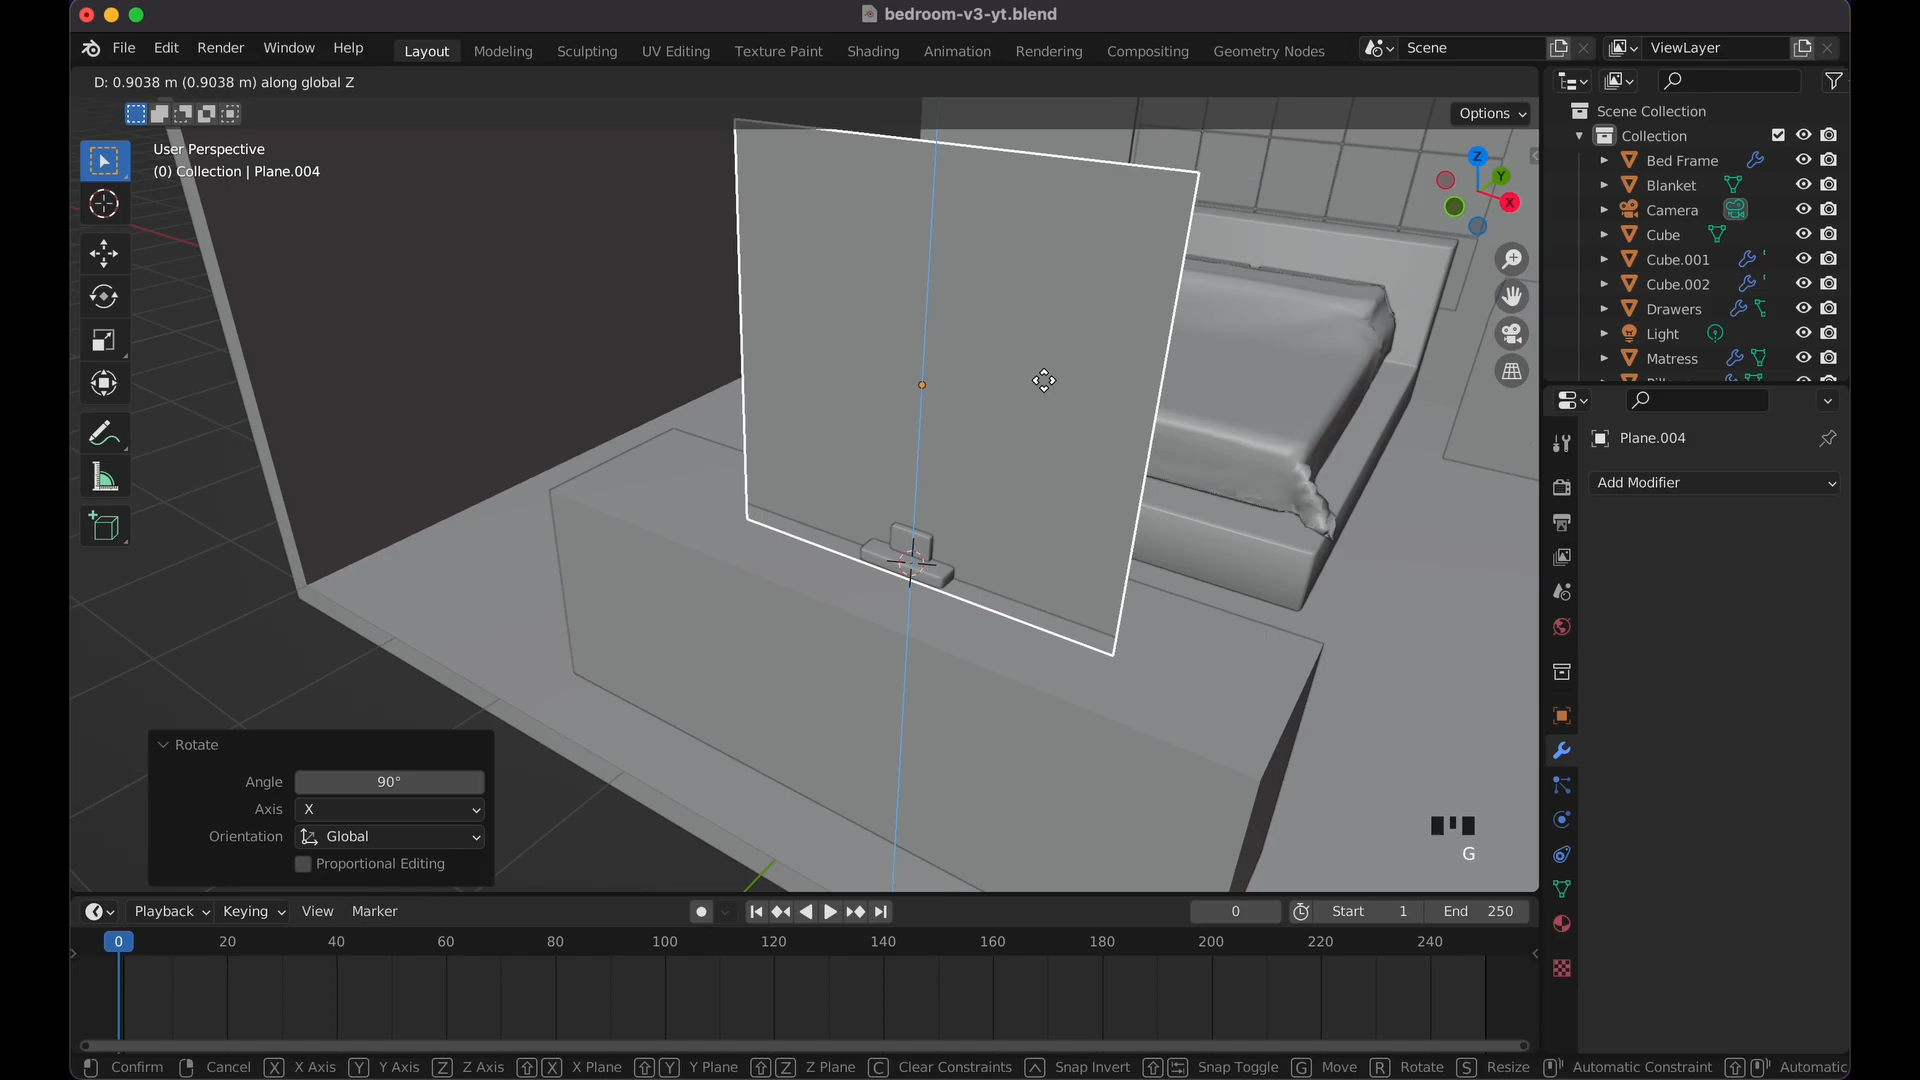 bedroom-v3-yt.blend
File Edit Render Window Help Layout Modeling Sculpting UV Editing Texture Paint Shading Animation Rendering Compositing Geometry Nodes Scene ViewLayer
D: 0.9038 m (0.9038 m) along global Z
Options
User Perspective
(0) Collection | Plane.004
Z
Y
X
Scene Collection
Collection
Bed Frame
Blanket
Camera
Cube
Cube.001
Cube.002
Drawers
Light
Matress
Plane.004
Add Modifier
Rotate
Angle 90°
Axis X
Orientation Global
Proportional Editing
G
Playback Keying View Marker 0 Start 1 End 250
0 20 40 60 80 100 120 140 160 180 200 220 240
Confirm Cancel X X Axis Y Y Axis Z Z Axis X X Plane Y Y Plane Z Z Plane C Clear Constraints Snap Invert Snap Toggle G Move R Rotate S Resize Automatic Constraint Automatic